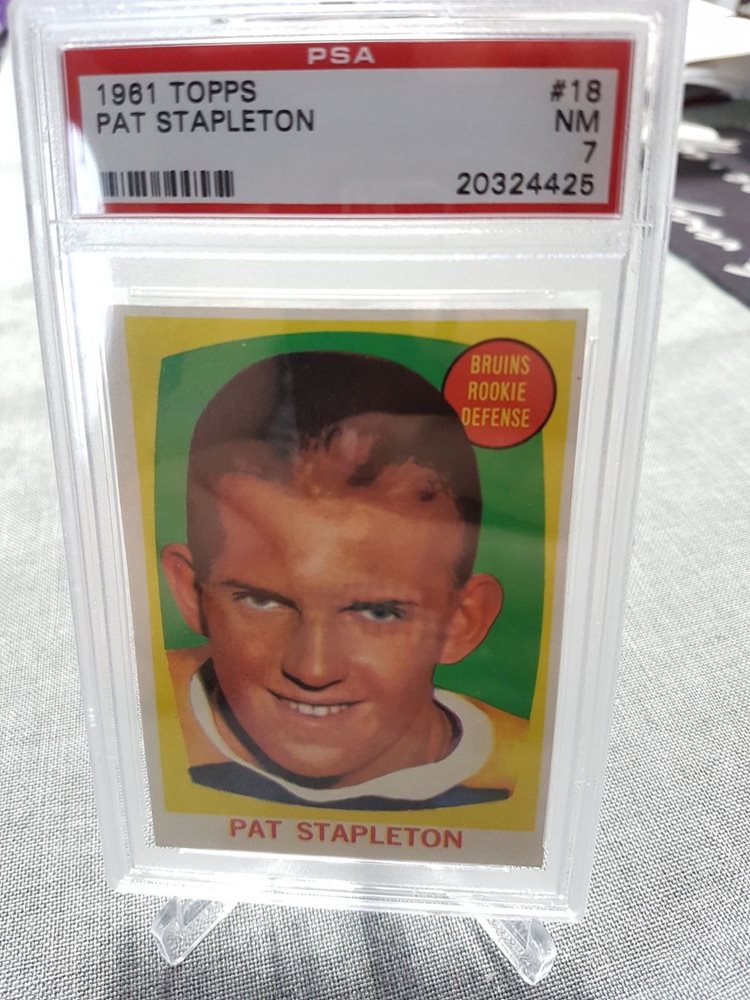 PSA
1961 TOPPS #18
PAT STAPLETON NM
7
20324425
BRUINS
ROOKIE
DEFENSE
PAT STAPLETON